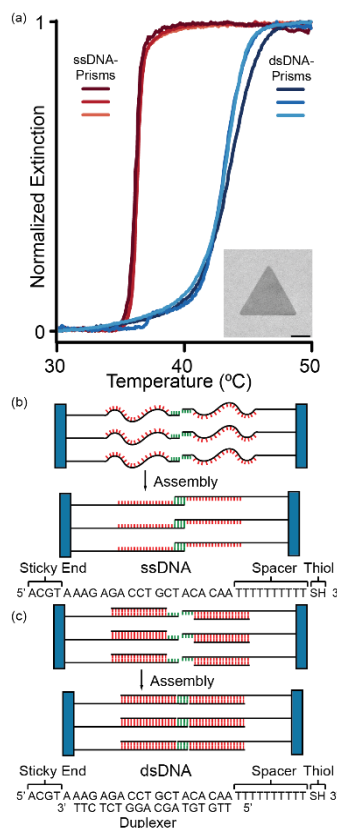 (a)
1
ssDNA-
Prisms
dsDNA-
Prisms
Normalized Extinction
0
30 40 50
Temperature (ºC)
(b)
Assembly
Sticky End ssDNA Spacer Thiol
5' ACGT AAAG AGA CCT GCT ACA CAA TTTTTTTTTT SH 3'
(c)
Assembly
Sticky End dsDNA Spacer Thiol
5' ACGT AAAG AGA CCT GCT ACA CAA TTTTTTTTTT SH 3'
3' TTC TCT GGA CGA TGT GTT 5'
Duplexer